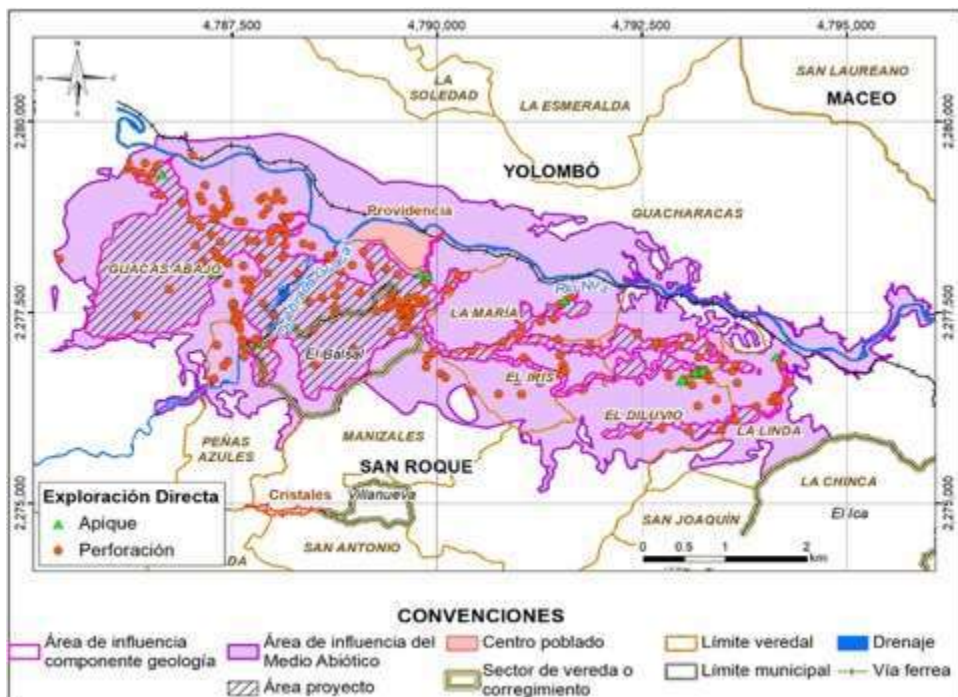 4,787,500 4,790,000 4,792,500 4,795,000
N
LA SOLEDAD
LA ESMERALDA
SAN LAUREANO
MACEO
2,280,000 2,280,000
YOLOMBÓ
GUACHARACAS
Providencia
GUACAS ABAJO
Río Nus
2,277,500 2,277,500
LA MARÍA
El Balsal
EL IRIS
EL DILUVIO
LA LINDA
PEÑAS AZULES
MANIZALES
SAN ROQUE
LA CHINCA
Cristales
Villanueva
El Ica
2,275,000 2,275,000
SAN JOAQUÍN
SAN ANTONIO
DA
Exploración Directa
Apique
Perforación
0 0.5 1 2
km
CONVENCIONES
Área de influencia componente geología
Área de influencia del Medio Abiótico
Área proyecto
Centro poblado
Sector de vereda o corregimiento
Límite veredal
Límite municipal
Drenaje
Vía ferrea